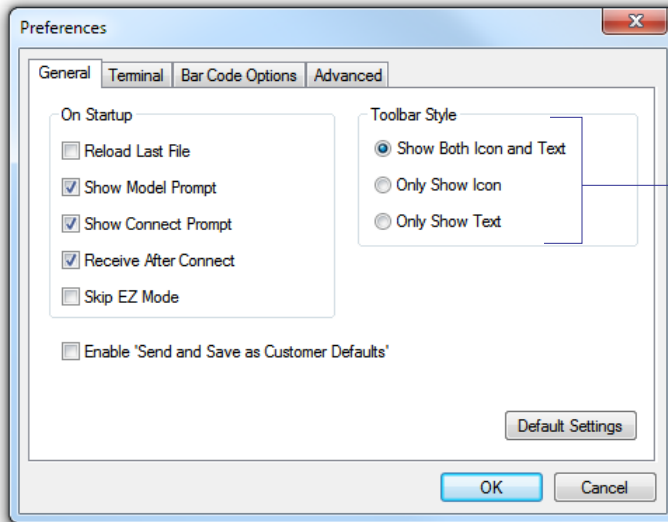 Preferences
General
Terminal
Bar Code Options
Advanced
On Startup
Reload Last File
Show Model Prompt
Show Connect Prompt
Receive After Connect
Skip EZ Mode
Toolbar Style
Show Both Icon and Text
Only Show Icon
Only Show Text
Enable 'Send and Save as Customer Defaults'
Default Settings
OK
Cancel